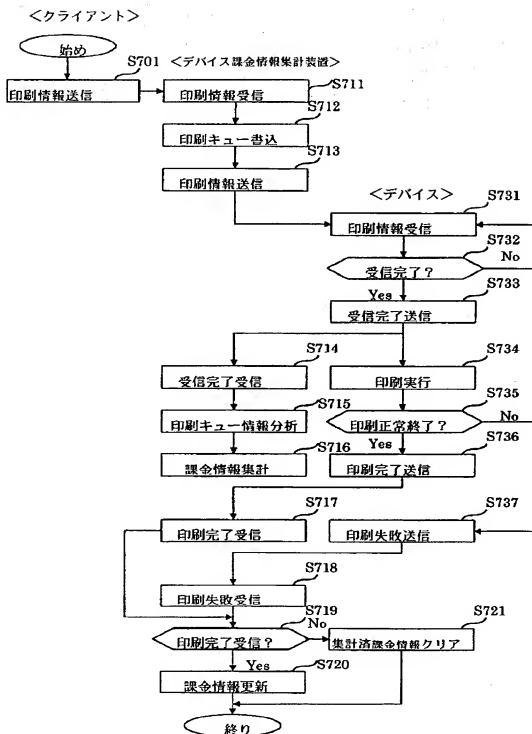 ＜クライアント＞
始め
S701
印刷情報送信
＜デバイス課金情報集計装置＞
S711
印刷情報受信
S712
印刷キュー書込
S713
印刷情報送信
＜デバイス＞
S731
印刷情報受信
S732
受信完了？
No
Yes
S733
受信完了送信
S714
受信完了受信
S734
印刷実行
S715
印刷キュー情報分析
S735
印刷正常終了？
No
Yes
S716
課金情報集計
S736
印刷完了送信
S717
印刷完了受信
S737
印刷失敗送信
S718
印刷失敗受信
S719
印刷完了受信？
No
Yes
S721
集計済課金情報クリア
S720
課金情報更新
終り